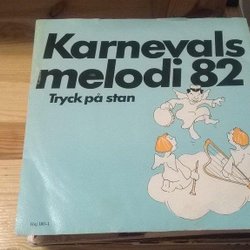 Karnevals
melodi 82
Tryck på stan